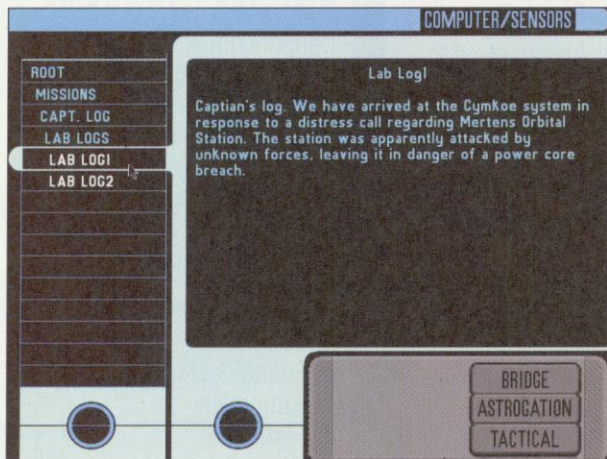 COMPUTER/SENSORS
ROOT
MISSIONS
CAPT. LOG
LAB LOGS
LAB LOG1
LAB LOG2
Lab Log1
Captian's log. We have arrived at the Cymkoe system in
response to a distress call regarding Mertens Orbital
Station. The station was apparently attacked by
unknown forces, leaving it in danger of a power core
breach.
BRIDGE
ASTROGATION
TACTICAL